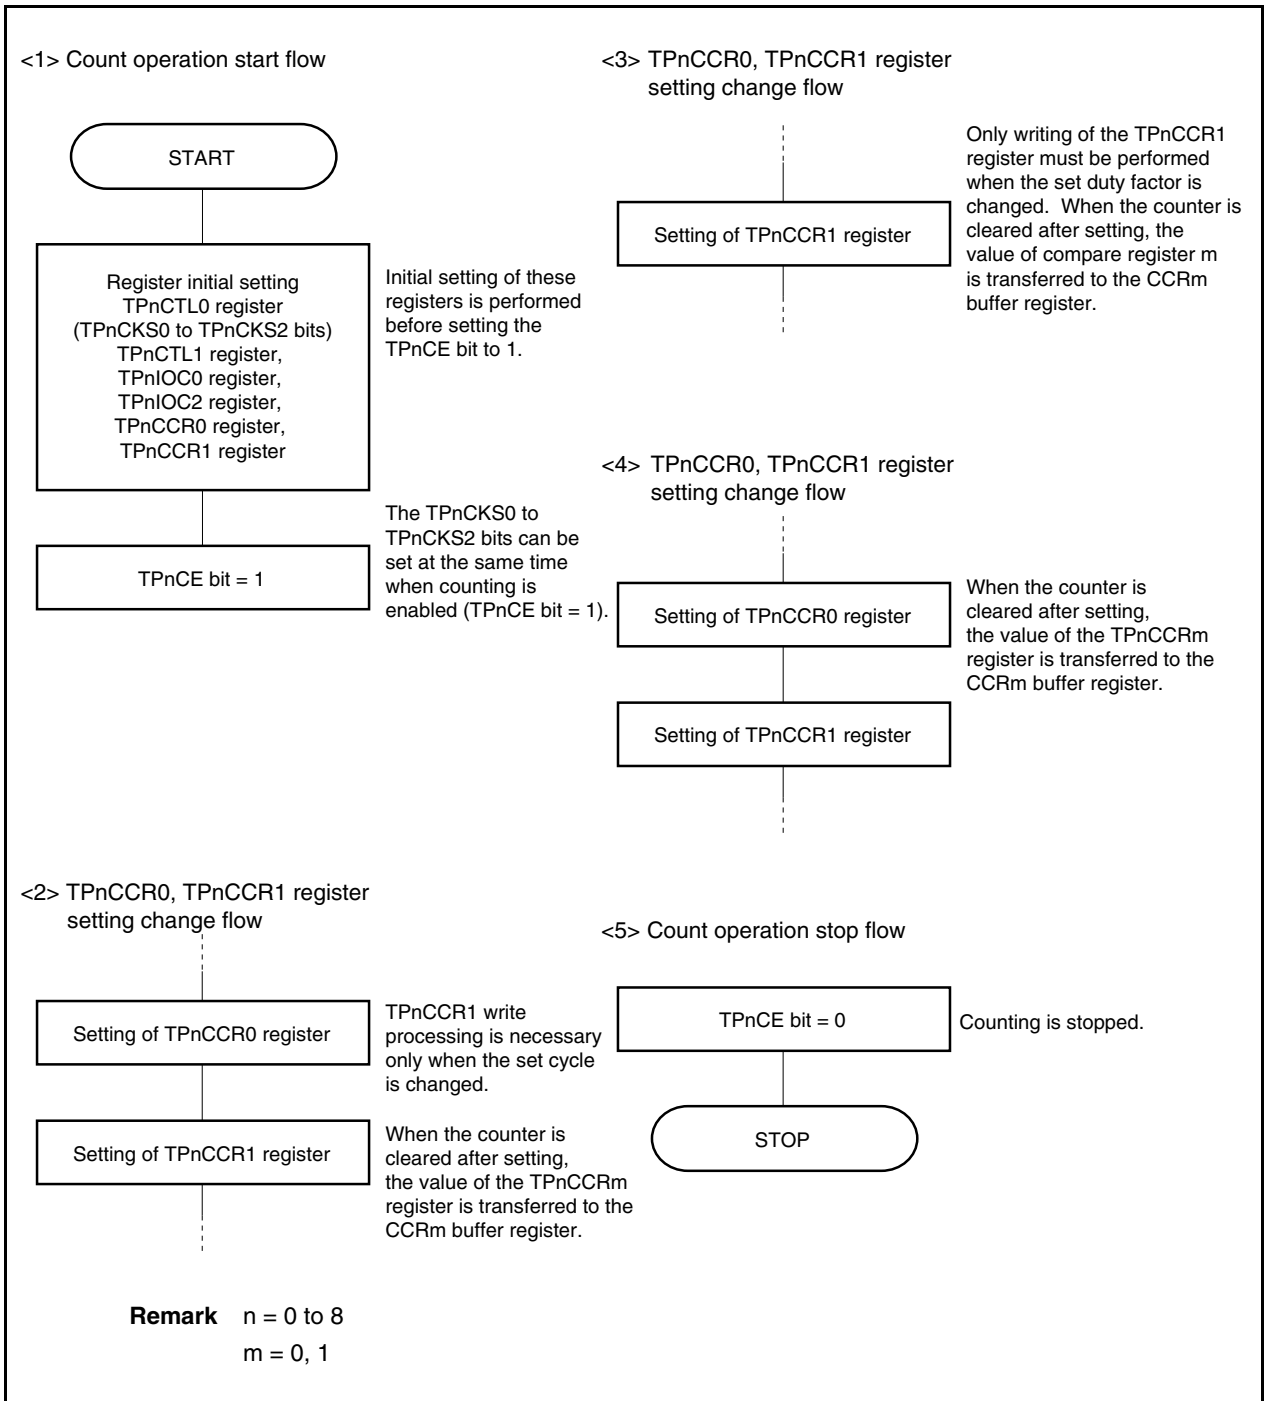 <1> Count operation start flow
START
Register initial setting
TPnCTL0 register
(TPnCKS0 to TPnCKS2 bits)
TPnCTL1 register,
TPnIOC0 register,
TPnIOC2 register,
TPnCCR0 register,
TPnCCR1 register
Initial setting of these
registers is performed
before setting the
TPnCE bit to 1.
TPnCE bit = 1
The TPnCKS0 to
TPnCKS2 bits can be
set at the same time
when counting is
enabled (TPnCE bit = 1).
<2> TPnCCR0, TPnCCR1 register
setting change flow
Setting of TPnCCR0 register
TPnCCR1 write
processing is necessary
only when the set cycle
is changed.
Setting of TPnCCR1 register
When the counter is
cleared after setting,
the value of the TPnCCRm
register is transferred to the
CCRm buffer register.
<3> TPnCCR0, TPnCCR1 register
setting change flow
Setting of TPnCCR1 register
Only writing of the TPnCCR1
register must be performed
when the set duty factor is
changed. When the counter is
cleared after setting, the
value of compare register m
is transferred to the CCRm
buffer register.
<4> TPnCCR0, TPnCCR1 register
setting change flow
Setting of TPnCCR0 register
When the counter is
cleared after setting,
the value of the TPnCCRm
register is transferred to the
CCRm buffer register.
Setting of TPnCCR1 register
<5> Count operation stop flow
TPnCE bit = 0
Counting is stopped.
STOP
Remark n = 0 to 8
m = 0, 1